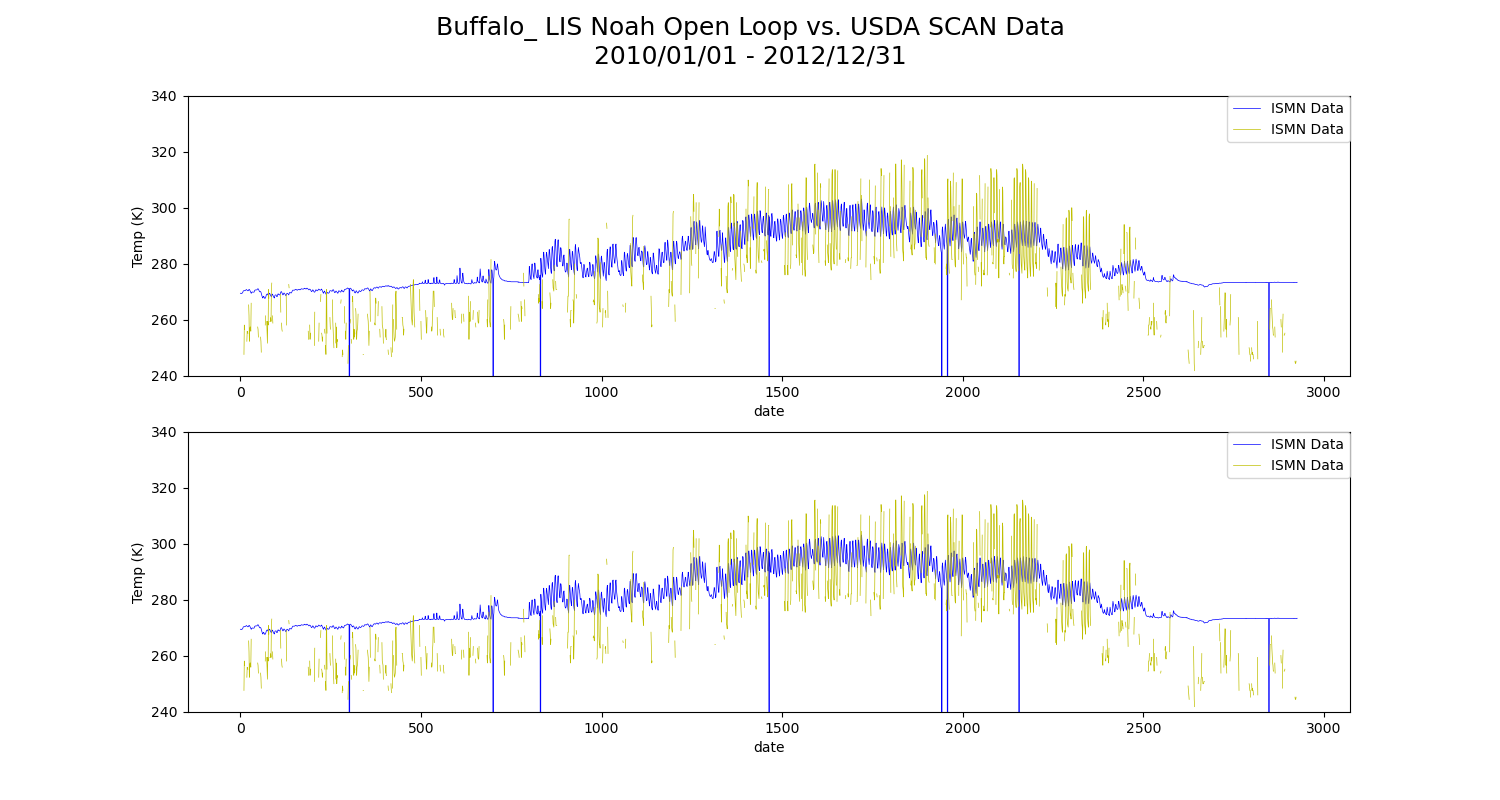 Buffalo_ LIS Noah Open Loop vs. USDA SCAN Data
2010/01/01 - 2012/12/31
340
320
300
280
260
240
Temp (K)
ISMN Data
ISMN Data
0
500
1000
1500
2000
2500
3000
date
340
320
300
280
260
240
Temp (K)
ISMN Data
ISMN Data
0
500
1000
1500
2000
2500
3000
date